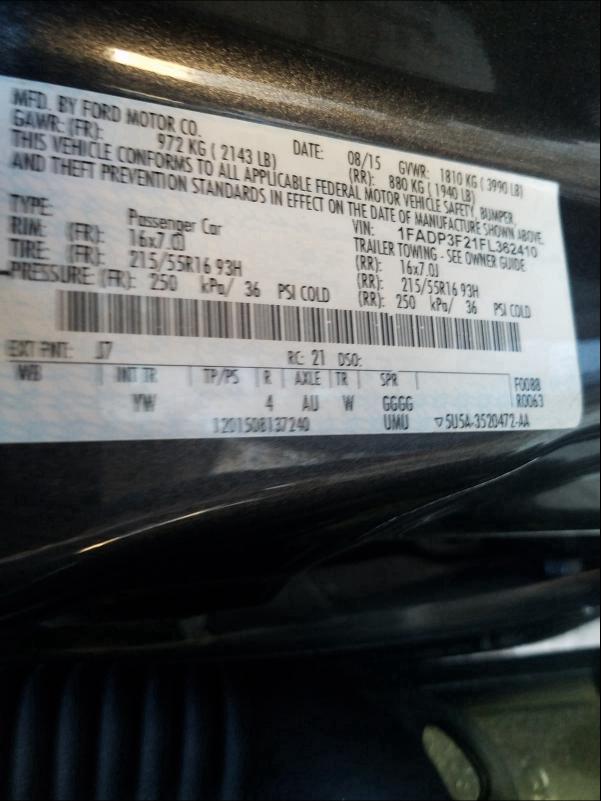 MFD. BY FORD MOTOR CO. DATE: 08/15 GVWR: 1810 KG ( 3990 LB)
GAWR: (FR): 972 KG ( 2143 LB) (RR): 880 KG ( 1940 LB)
THIS VEHICLE CONFORMS TO ALL APPLICABLE FEDERAL MOTOR VEHICLE SAFETY, BUMPER,
AND THEFT PREVENTION STANDARDS IN EFFECT ON THE DATE OF MANUFACTURE SHOWN ABOVE.
VIN: 1FADP3F21FL382410
TYPE: Passenger Car TRAILER TOWING - SEE OWNER GUIDE
RIM: (FR): 16x7.0J (RR): 16x7.0J
TIRE: (FR): 215/55R16 93H (RR): 215/55R16 93H
PRESSURE: (FR): 250 kPa/ 36 PSI COLD (RR): 250 kPa/ 36 PSI COLD
EXT PNT: J7 RC: 21 DSO:
WB INT TR TP/PS R AXLE TR SPR F0088
YW 4 AU W GGGG R0063
1201508137240 UMU ▽5U5A-3520472-AA